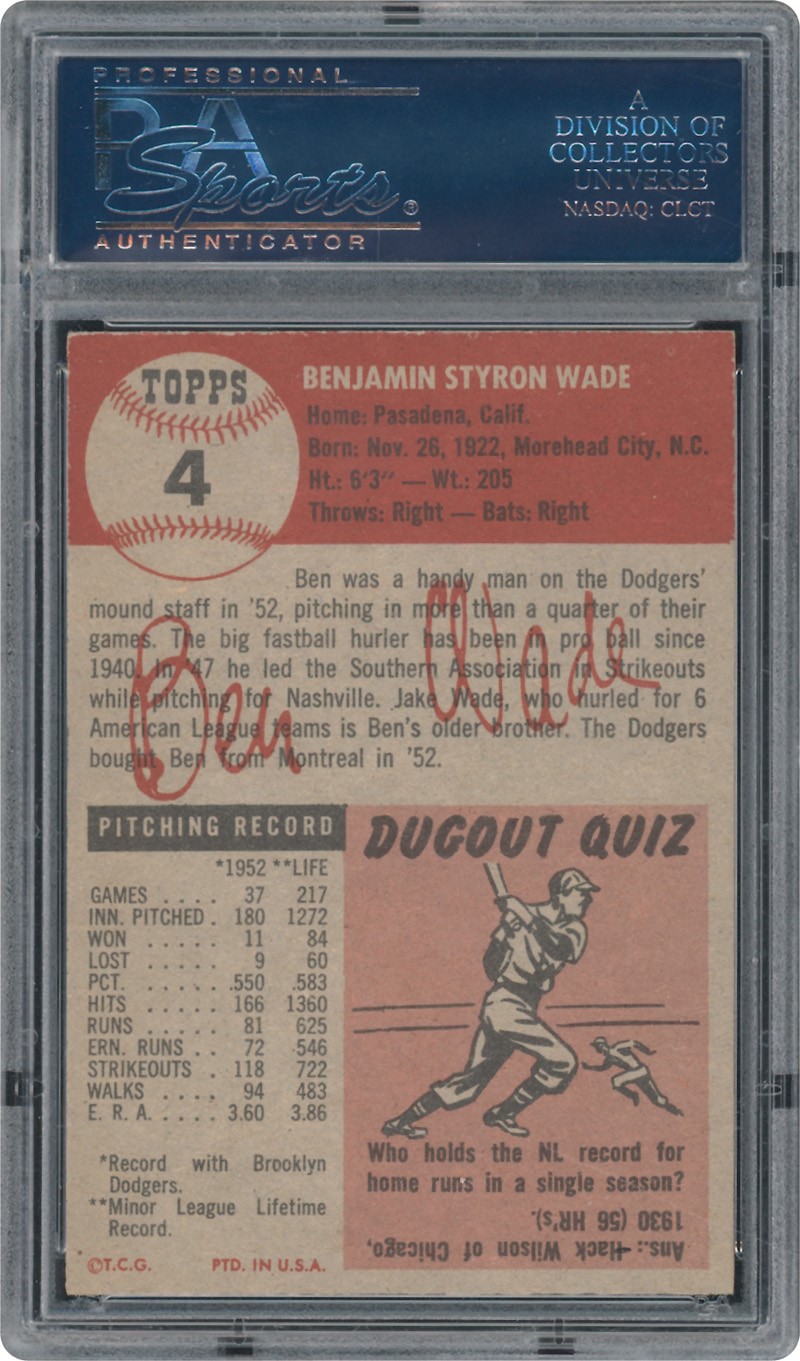 PROFESSIONAL
PSA
Sports®
AUTHENTICATOR
A
DIVISION OF
COLLECTORS
UNIVERSE
NASDAQ: CLCT
TOPPS
4
BENJAMIN STYRON WADE
Home: Pasadena, Calif.
Born: Nov. 26, 1922, Morehead City, N.C.
Ht.: 6'3" — Wt.: 205
Throws: Right — Bats: Right
Ben was a handy man on the Dodgers'
mound staff in '52, pitching in more than a quarter of their
games. The big fastball hurler has been in pro ball since
1940. In '47 he led the Southern Association in Strikeouts
while pitching for Nashville. Jake Wade, who hurled for 6
American League teams is Ben's older brother. The Dodgers
bought Ben from Montreal in '52.
Ben Wade
PITCHING RECORD
*1952 **LIFE
GAMES . . . . 37 217
INN. PITCHED . 180 1272
WON . . . . . 11 84
LOST . . . . . 9 60
PCT. . . . . . .550 .583
HITS . . . . . 166 1360
RUNS . . . . . 81 625
ERN. RUNS . . 72 546
STRIKEOUTS . 118 722
WALKS . . . . 94 483
E. R. A. . . . . 3.60 3.86
*Record with Brooklyn
Dodgers.
**Minor League Lifetime
Record.
©T.C.G. PTD. IN U.S.A.
DUGOUT QUIZ
Who holds the NL record for
home runs in a single season?
Ans.: Hack Wilson of Chicago,
1930 (56 HR's).